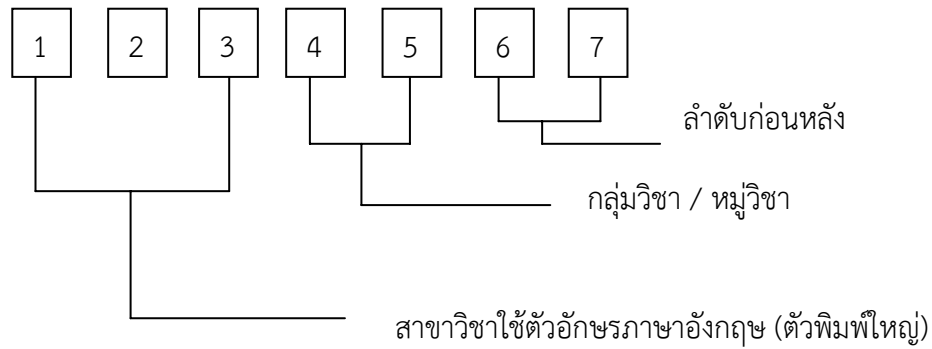 1 2 3 4 5 6 7
ลำดับก่อนหลัง
กลุ่มวิชา / หมู่วิชา
สาขาวิชาใช้ตัวอักษรภาษาอังกฤษ (ตัวพิมพ์ใหญ่)